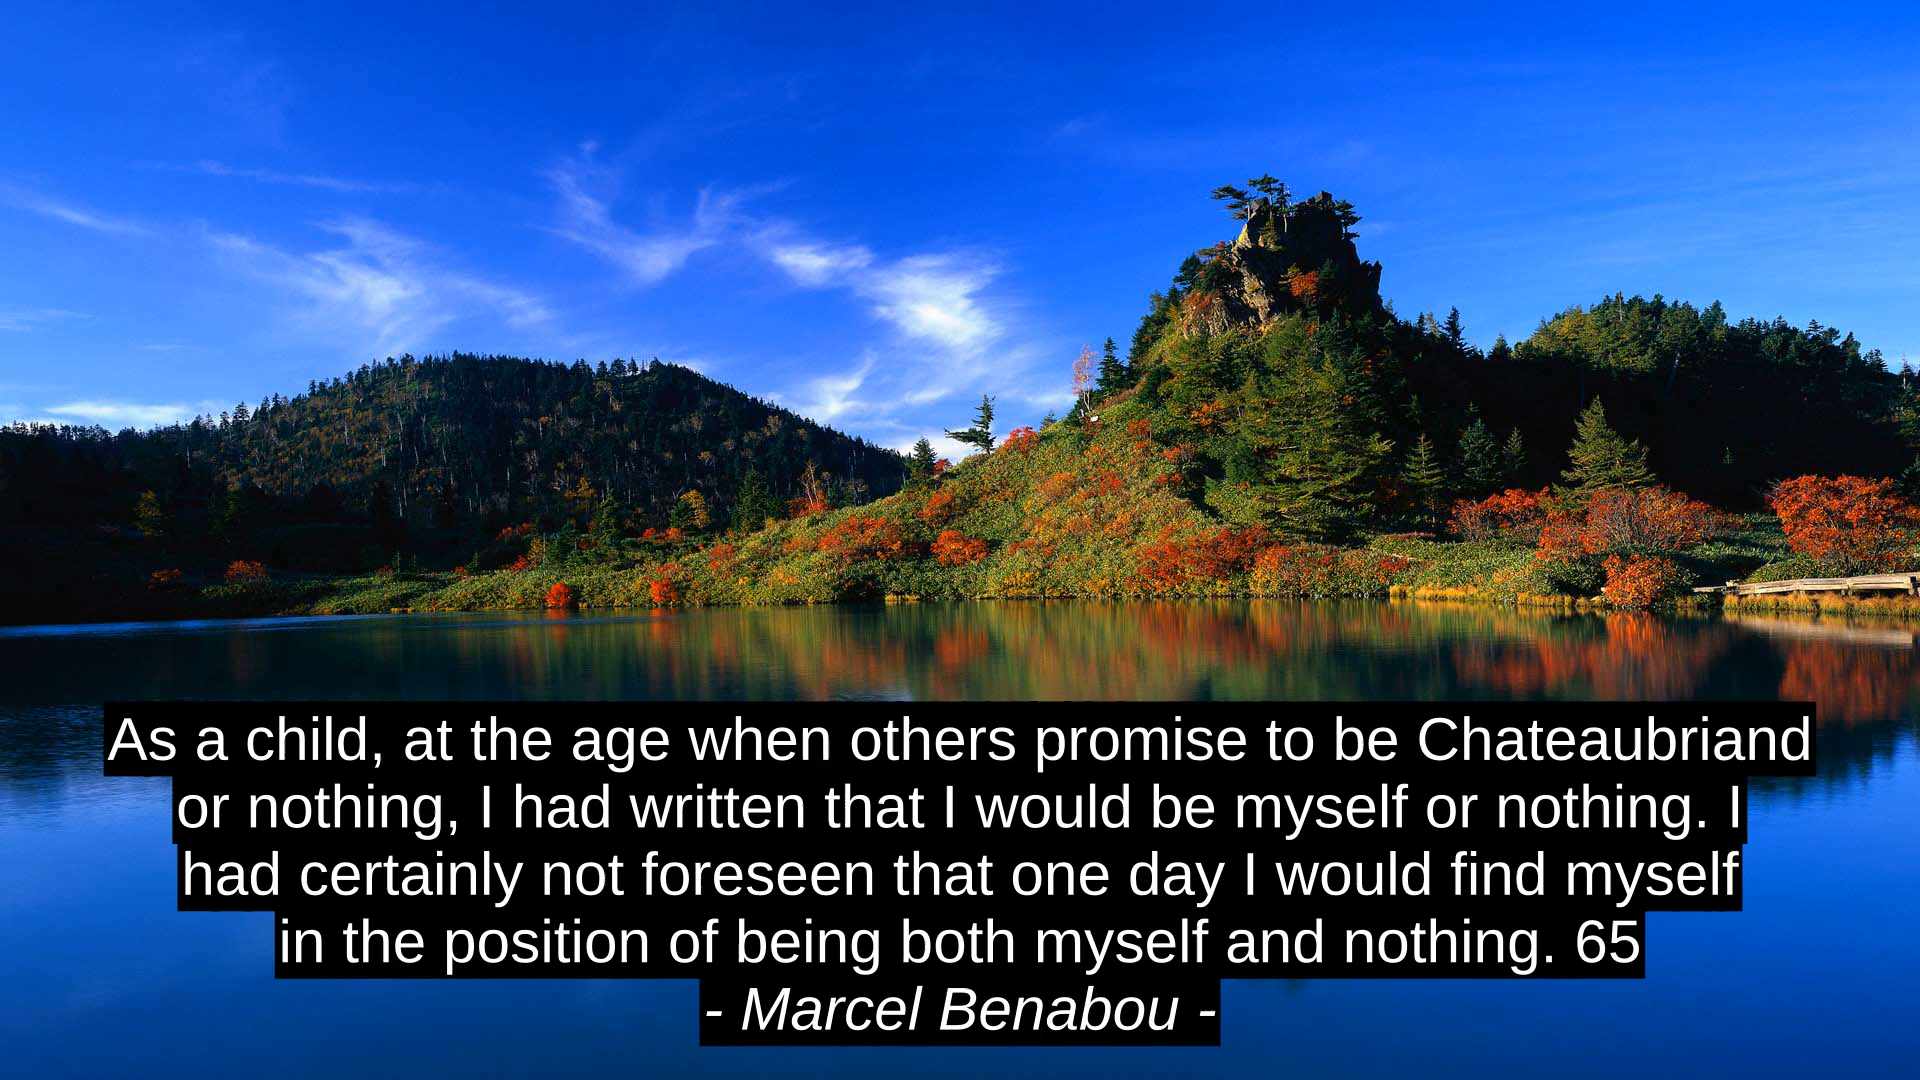 As a child, at the age when others promise to be Chateaubriand
or nothing, I had written that I would be myself or nothing. I
had certainly not foreseen that one day I would find myself
in the position of being both myself and nothing. 65
- Marcel Benabou -